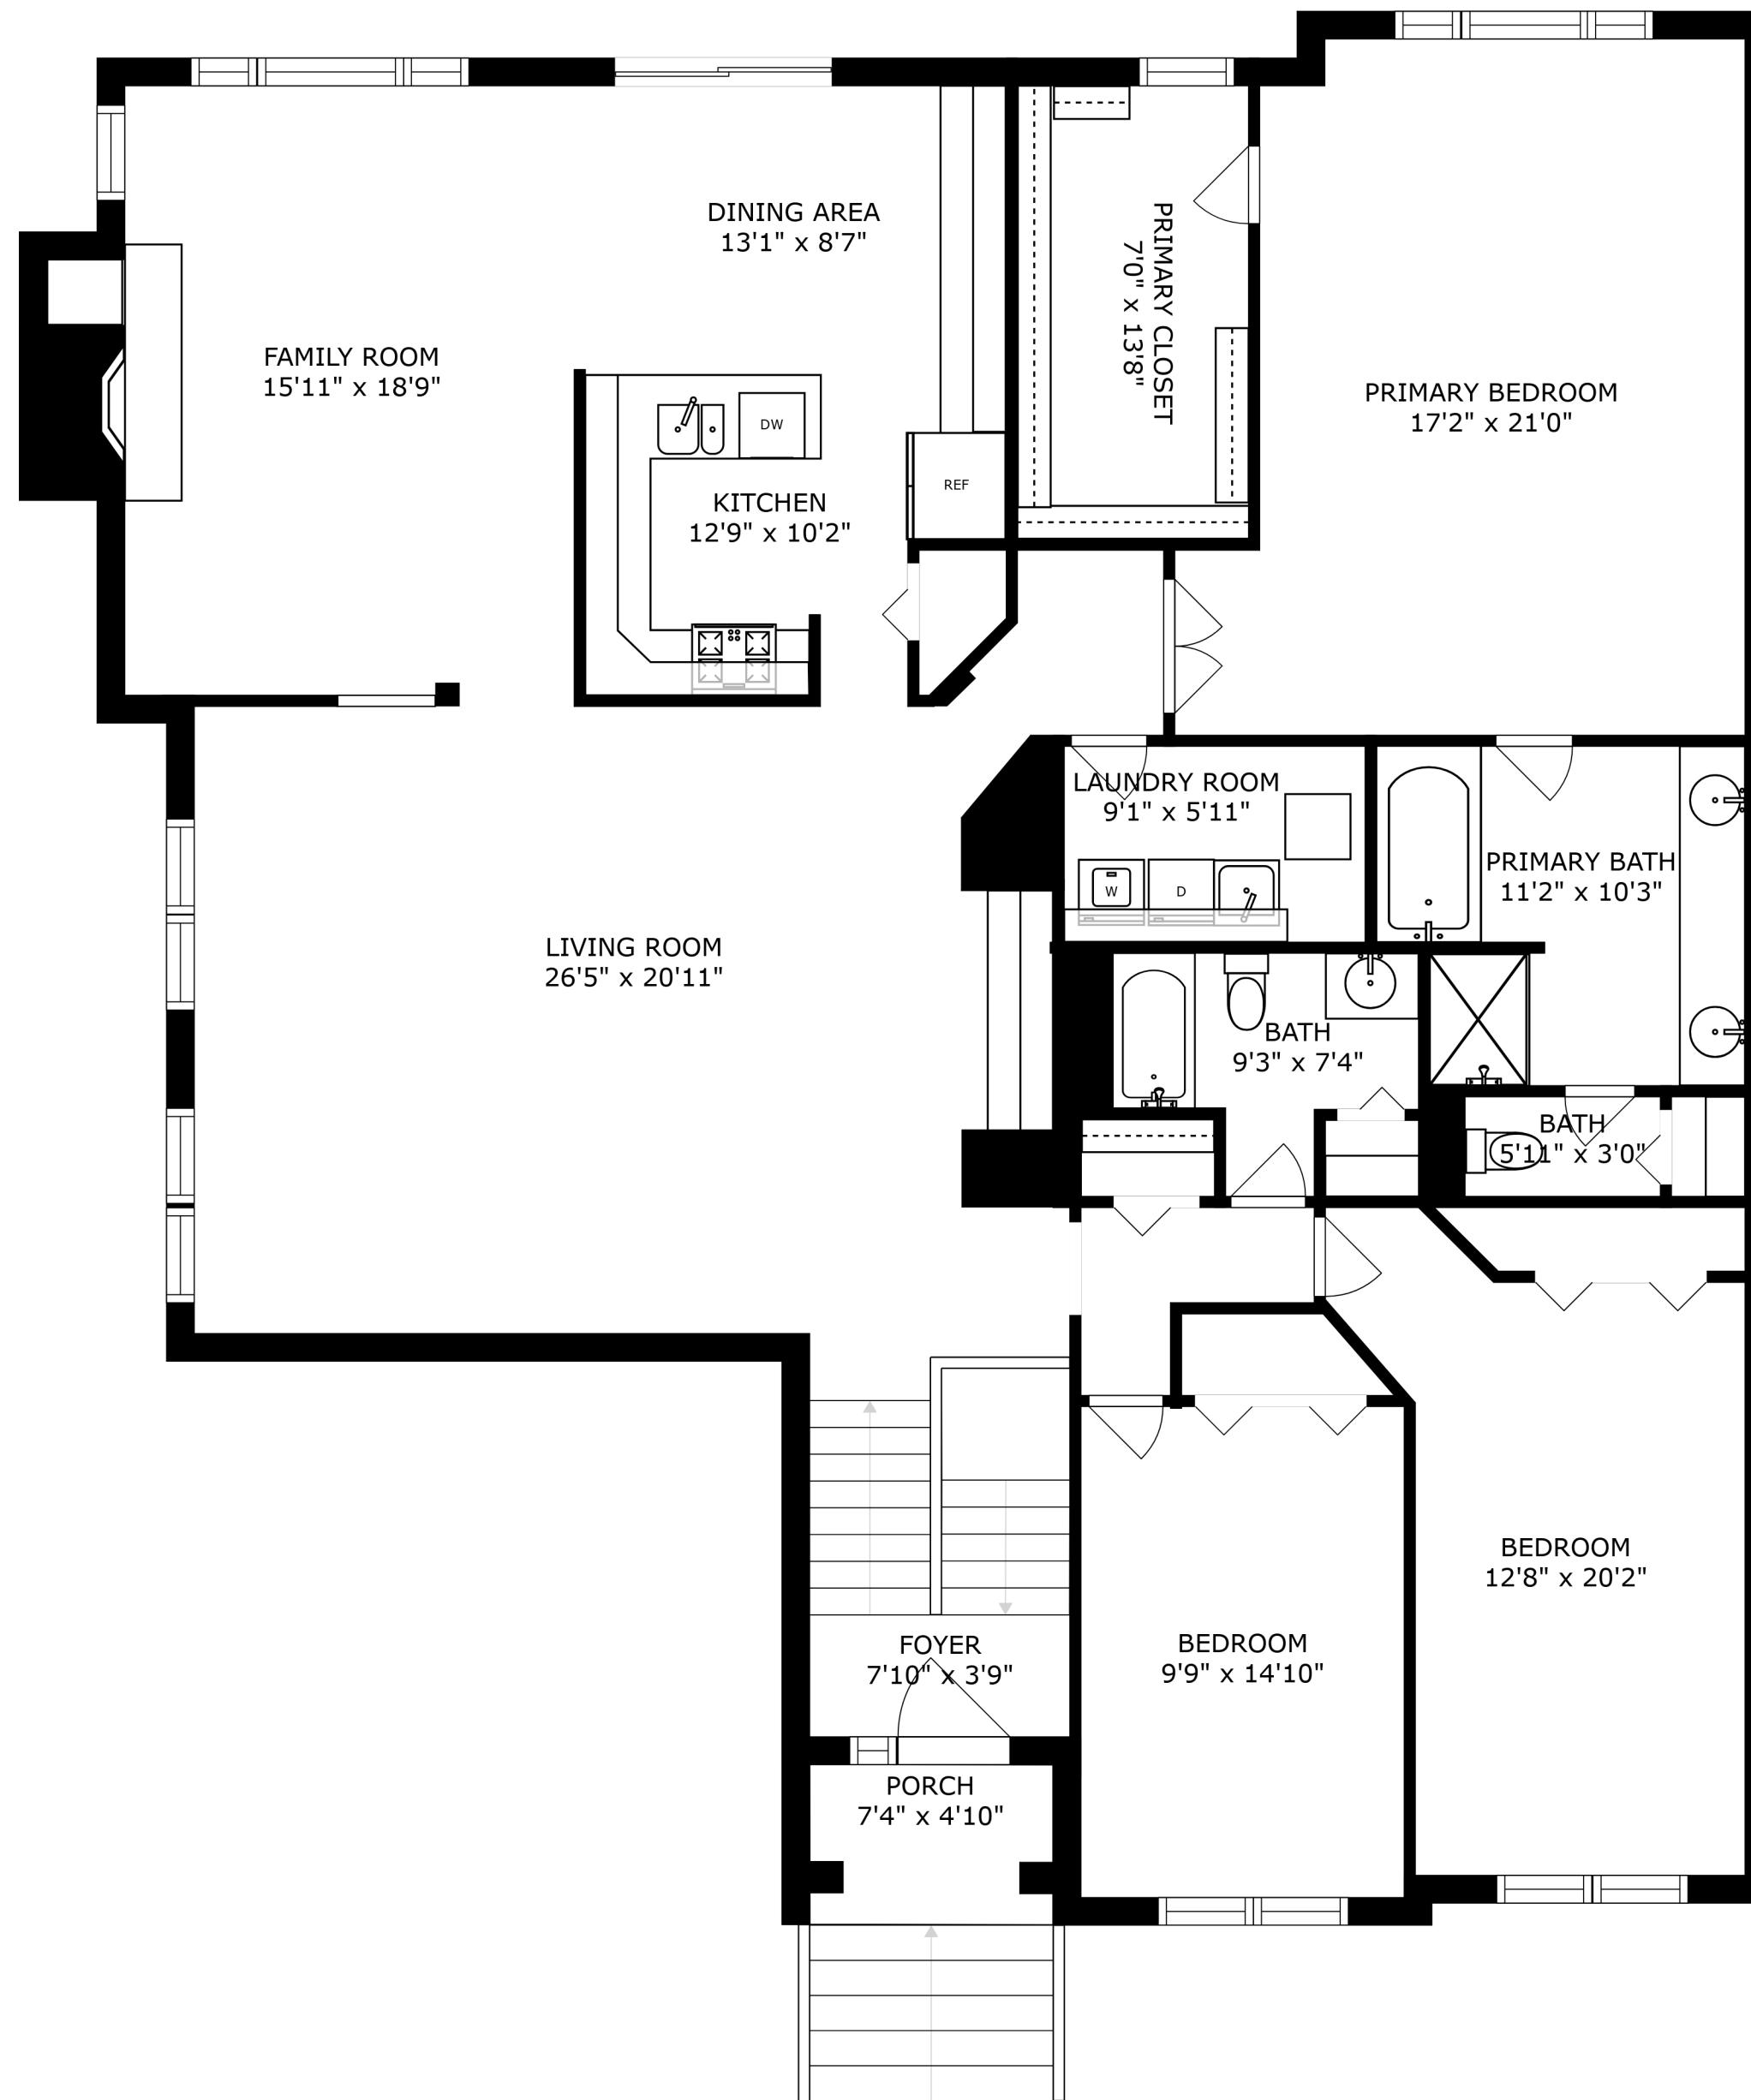 DINING AREA
13'1" x 8'7"
PRIMARY CLOSET
7'0" x 13'8"
FAMILY ROOM
15'11" x 18'9"
PRIMARY BEDROOM
17'2" x 21'0"
DW
REF
KITCHEN
12'9" x 10'2"
LAUNDRY ROOM
9'1" x 5'11"
W
D
PRIMARY BATH
11'2" x 10'3"
LIVING ROOM
26'5" x 20'11"
BATH
9'3" x 7'4"
BATH
5'11" x 3'0"
BEDROOM
12'8" x 20'2"
FOYER
7'10" x 3'9"
BEDROOM
9'9" x 14'10"
PORCH
7'4" x 4'10"